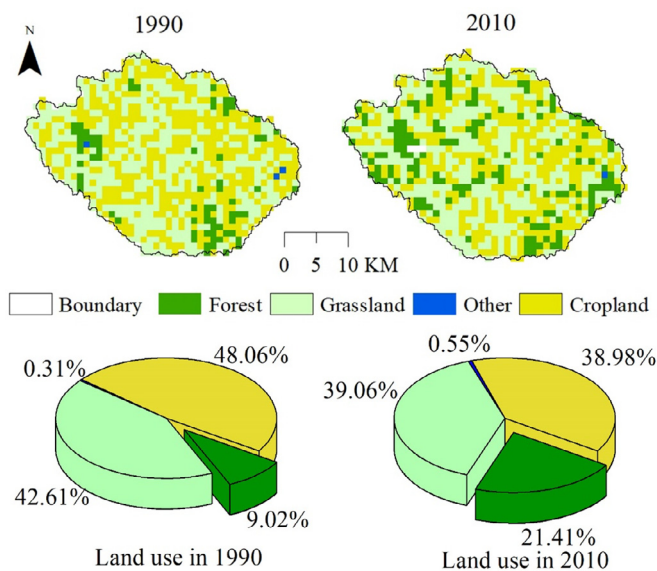 1990
2010
N
0 5 10 KM
Boundary Forest Grassland Other Cropland
0.31%
48.06%
42.61%
9.02%
Land use in 1990
0.55%
38.98%
39.06%
21.41%
Land use in 2010